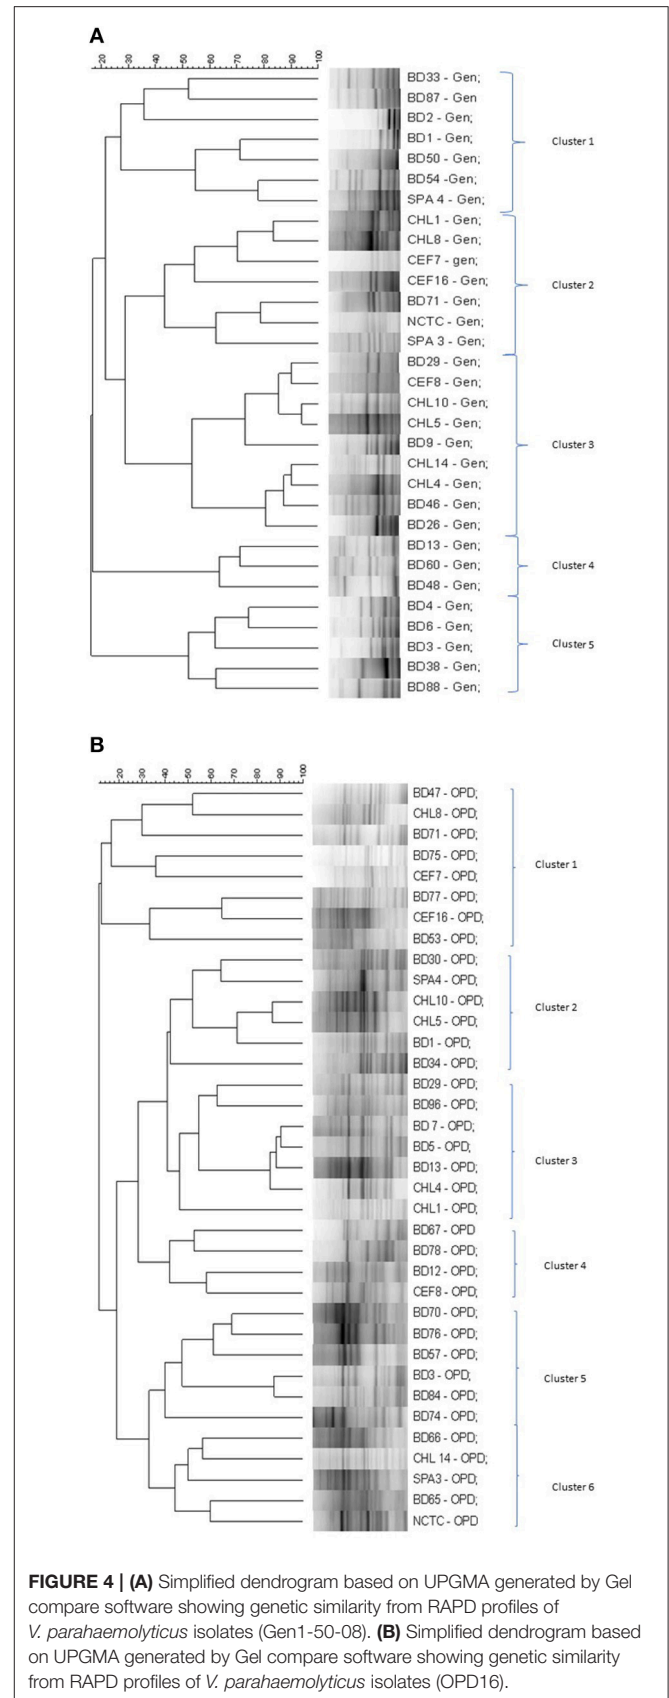 A
20 30 40 50 60 70 80 90 100
BD33 - Gen;
BD87 - Gen
BD2 - Gen;
BD1 - Gen;
Cluster 1
BD50 - Gen;
BD54 -Gen;
SPA 4 - Gen;
CHL1 - Gen;
CHL8 - Gen;
CEF7 - gen;
CEF16 - Gen;
Cluster 2
BD71 - Gen;
NCTC - Gen;
SPA 3 - Gen;
BD29 - Gen;
CEF8 - Gen;
CHL10 - Gen;
CHL5 - Gen;
BD9 - Gen;
Cluster 3
CHL14 - Gen;
CHL4 - Gen;
BD46 - Gen;
BD26 - Gen;
BD13 - Gen;
BD60 - Gen;
Cluster 4
BD48 - Gen;
BD4 - Gen;
BD6 - Gen;
BD3 - Gen;
Cluster 5
BD38 - Gen;
BD88 - Gen;
B
20 30 40 50 60 70 80 90 100
BD47 - OPD;
CHL8 - OPD;
BD71 - OPD;
BD75 - OPD;
Cluster 1
CEF7 - OPD;
BD77 - OPD;
CEF16 - OPD;
BD53 - OPD;
BD30 - OPD;
SPA4 - OPD;
CHL10 - OPD;
Cluster 2
CHL5 - OPD;
BD1 - OPD;
BD34 - OPD;
BD29 - OPD;
BD96 - OPD;
BD 7 - OPD;
BD5 - OPD;
Cluster 3
BD13 - OPD;
CHL4 - OPD;
CHL1 - OPD;
BD67 - OPD
BD78 - OPD;
Cluster 4
BD12 - OPD;
CEF8 - OPD;
BD70 - OPD;
BD76 - OPD;
BD57 - OPD;
BD3 - OPD;
Cluster 5
BD84 - OPD;
BD74 - OPD;
BD66 - OPD;
CHL 14 - OPD;
SPA3 - OPD;
Cluster 6
BD65 - OPD;
NCTC - OPD
FIGURE 4 | (A) Simplified dendrogram based on UPGMA generated by Gel
compare software showing genetic similarity from RAPD profiles of
V. parahaemolyticus isolates (Gen1-50-08). (B) Simplified dendrogram based
on UPGMA generated by Gel compare software showing genetic similarity
from RAPD profiles of V. parahaemolyticus isolates (OPD16).